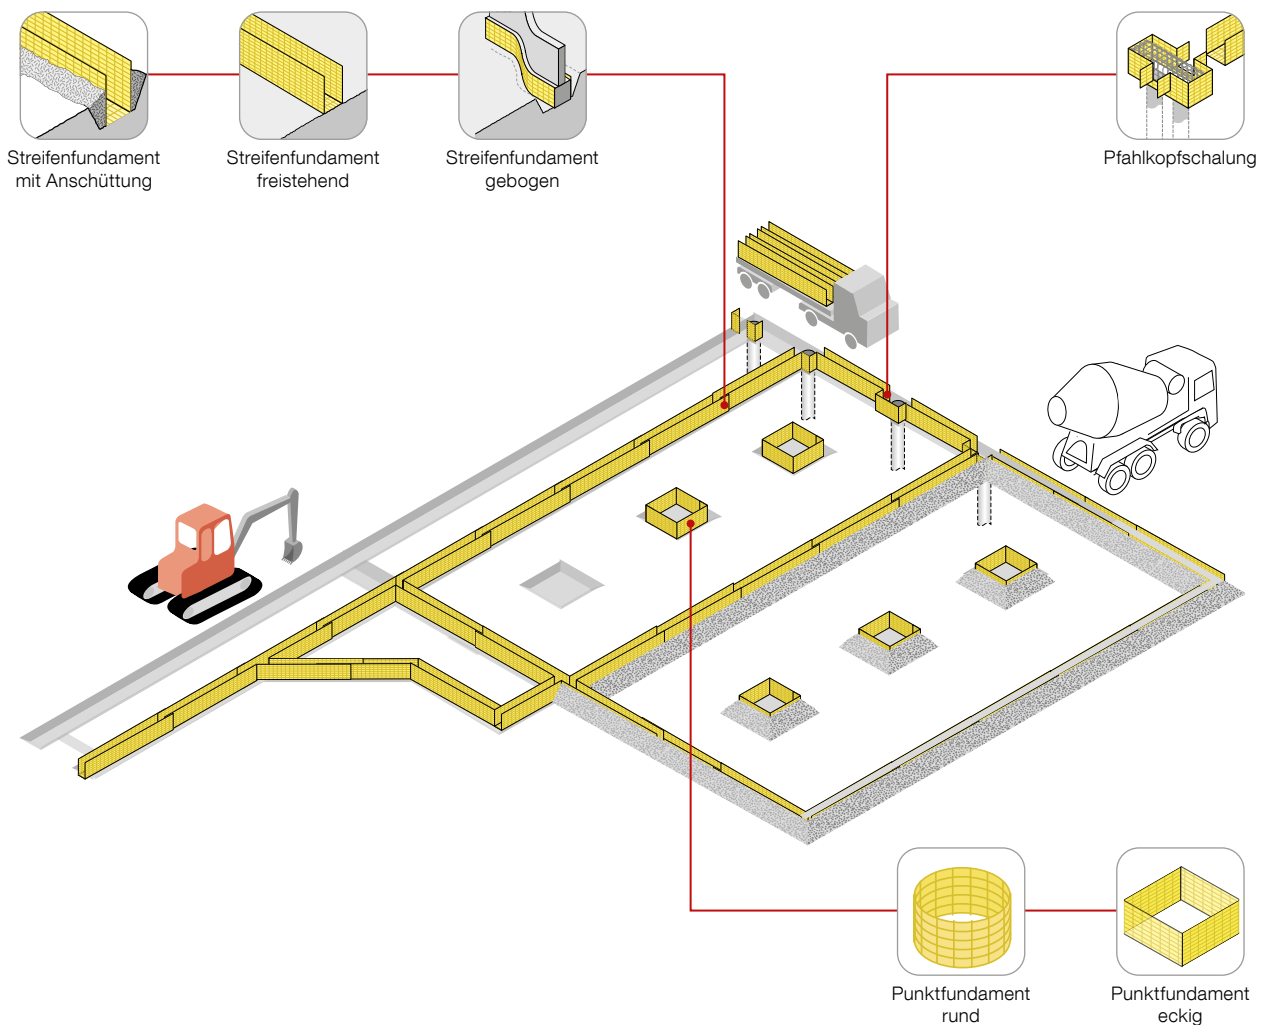 Streifenfundament
mit Anschüttung
Streifenfundament
freistehend
Streifenfundament
gebogen
Pfahlkopfschalung
Punktfundament
rund
Punktfundament
eckig